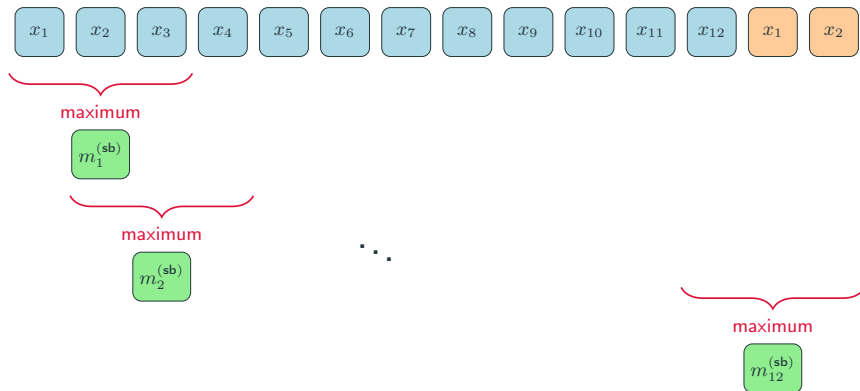 x₁ x₂ x₃ x₄ x₅ x₆ x₇ x₈ x₉ x₁₀ x₁₁ x₁₂ x₁ x₂
maximum
m₁^(sb)
maximum
m₂^(sb)
maximum
m₁₂^(sb)